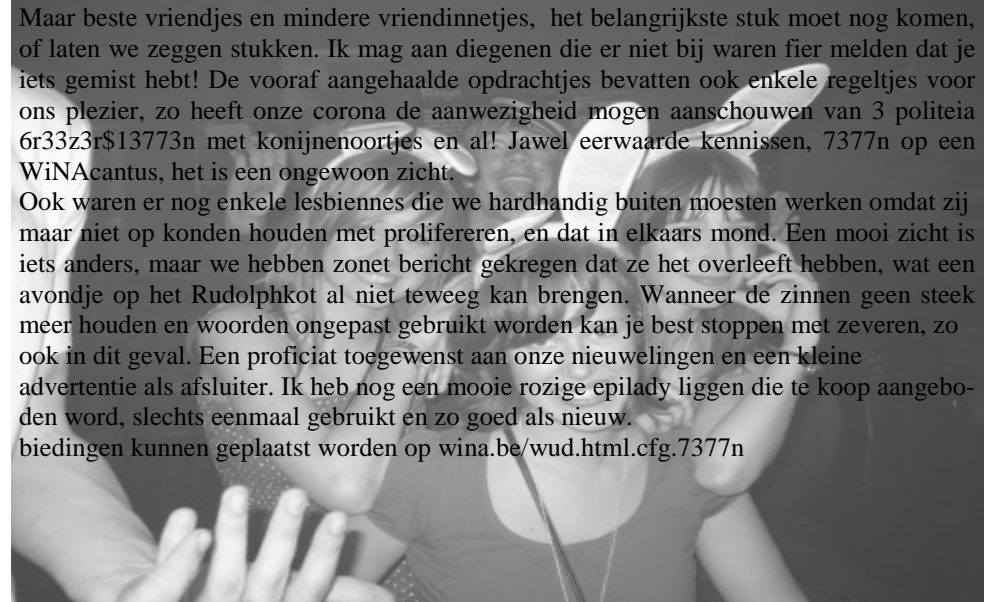 Maar beste vriendjes en mindere vriendinnetjes,  het belangrijkste stuk moet nog komen,
of laten we zeggen stukken. Ik mag aan diegenen die er niet bij waren fier melden dat je
iets gemist hebt! De vooraf aangehaalde opdrachtjes bevatten ook enkele regeltjes voor
ons plezier, zo heeft onze corona de aanwezigheid mogen aanschouwen van 3 politeia
6r33z3r$13773n met konijnenoortjes en al! Jawel eerwaarde kennissen, 7377n op een
WiNAcantus, het is een ongewoon zicht.
Ook waren er nog enkele lesbiennes die we hardhandig buiten moesten werken omdat zij
maar niet op konden houden met prolifereren, en dat in elkaars mond. Een mooi zicht is
iets anders, maar we hebben zonet bericht gekregen dat ze het overleeft hebben, wat een
avondje op het Rudolphkot al niet teweeg kan brengen. Wanneer de zinnen geen steek
meer houden en woorden ongepast gebruikt worden kan je best stoppen met zeveren, zo
ook in dit geval. Een proficiat toegewenst aan onze nieuwelingen en een kleine
advertentie als afsluiter. Ik heb nog een mooie rozige epilady liggen die te koop aangebo-
den word, slechts eenmaal gebruikt en zo goed als nieuw.
biedingen kunnen geplaatst worden op wina.be/wud.html.cfg.7377n